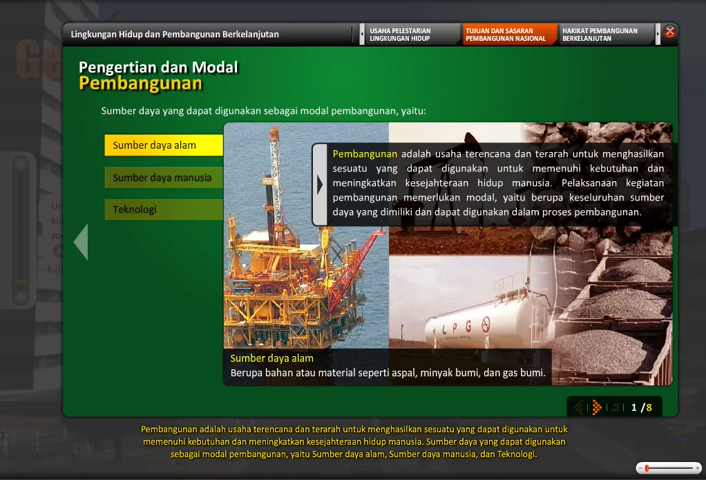 Lingkungan Hidup dan Pembangunan Berkelanjutan
USAHA PELESTARIAN
LINGKUNGAN HIDUP
TUJUAN DAN SASARAN
PEMBANGUNAN NASIONAL
HAKIKAT PEMBANGUNAN
BERKELANJUTAN
Ge
Pengertian dan Modal
Pembangunan
Sumber daya yang dapat digunakan sebagai modal pembangunan, yaitu:
Sumber daya alam
Sumber daya manusia
Teknologi
Pembangunan adalah usaha terencana dan terarah untuk menghasilkan
sesuatu yang dapat digunakan untuk memenuhi kebutuhan dan
meningkatkan kesejahteraan hidup manusia. Pelaksanaan kegiatan
pembangunan memerlukan modal, yaitu berupa keseluruhan sumber
daya yang dimiliki dan dapat digunakan dalam proses pembangunan.
LPG
Sumber daya alam
Berupa bahan atau material seperti aspal, minyak bumi, dan gas bumi.
1 /8
Pembangunan adalah usaha terencana dan terarah untuk menghasilkan sesuatu yang dapat digunakan untuk
memenuhi kebutuhan dan meningkatkan kesejahteraan hidup manusia. Sumber daya yang dapat digunakan
sebagai modal pembangunan, yaitu Sumber daya alam, Sumber daya manusia, dan Teknologi.